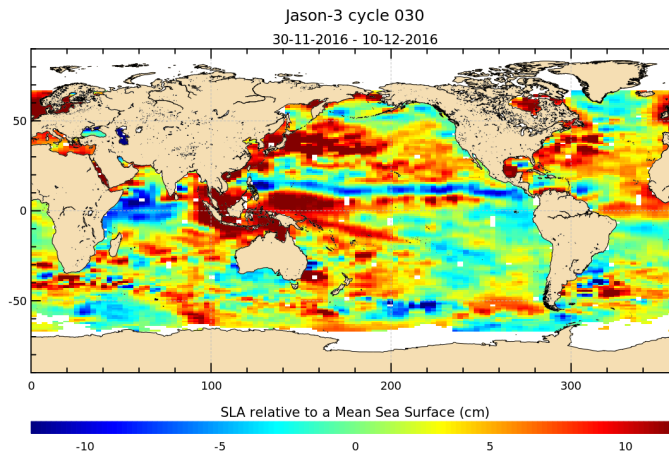 Jason-3 cycle 030
30-11-2016 - 10-12-2016
50
0
-50
0 100 200 300
SLA relative to a Mean Sea Surface (cm)
-10 -5 0 5 10